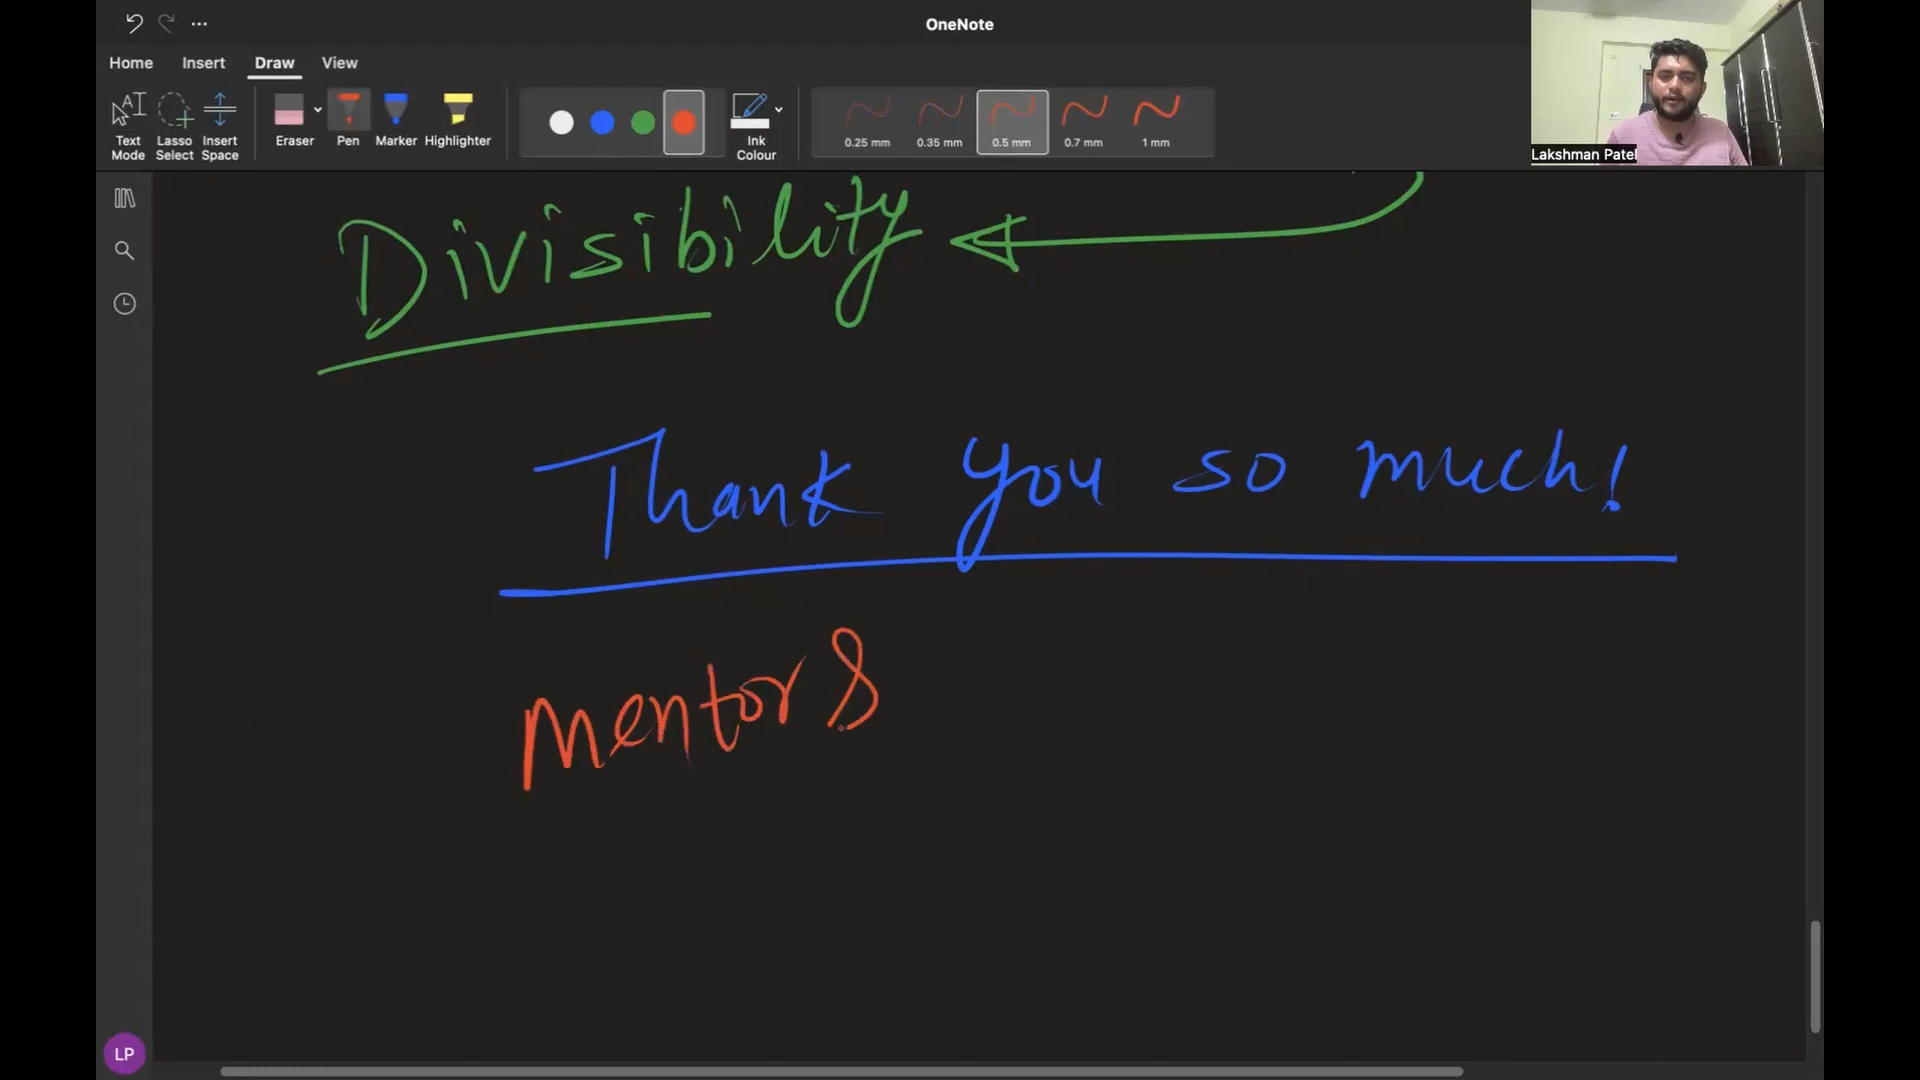 OneNote
Home Insert Draw View
Text Mode Lasso Select Insert Space Eraser Pen Marker Highlighter Ink Colour 0.25 mm 0.35 mm 0.5 mm 0.7 mm 1 mm
Lakshman Patel
Divisibility
Thank you so much!
Mentors
LP